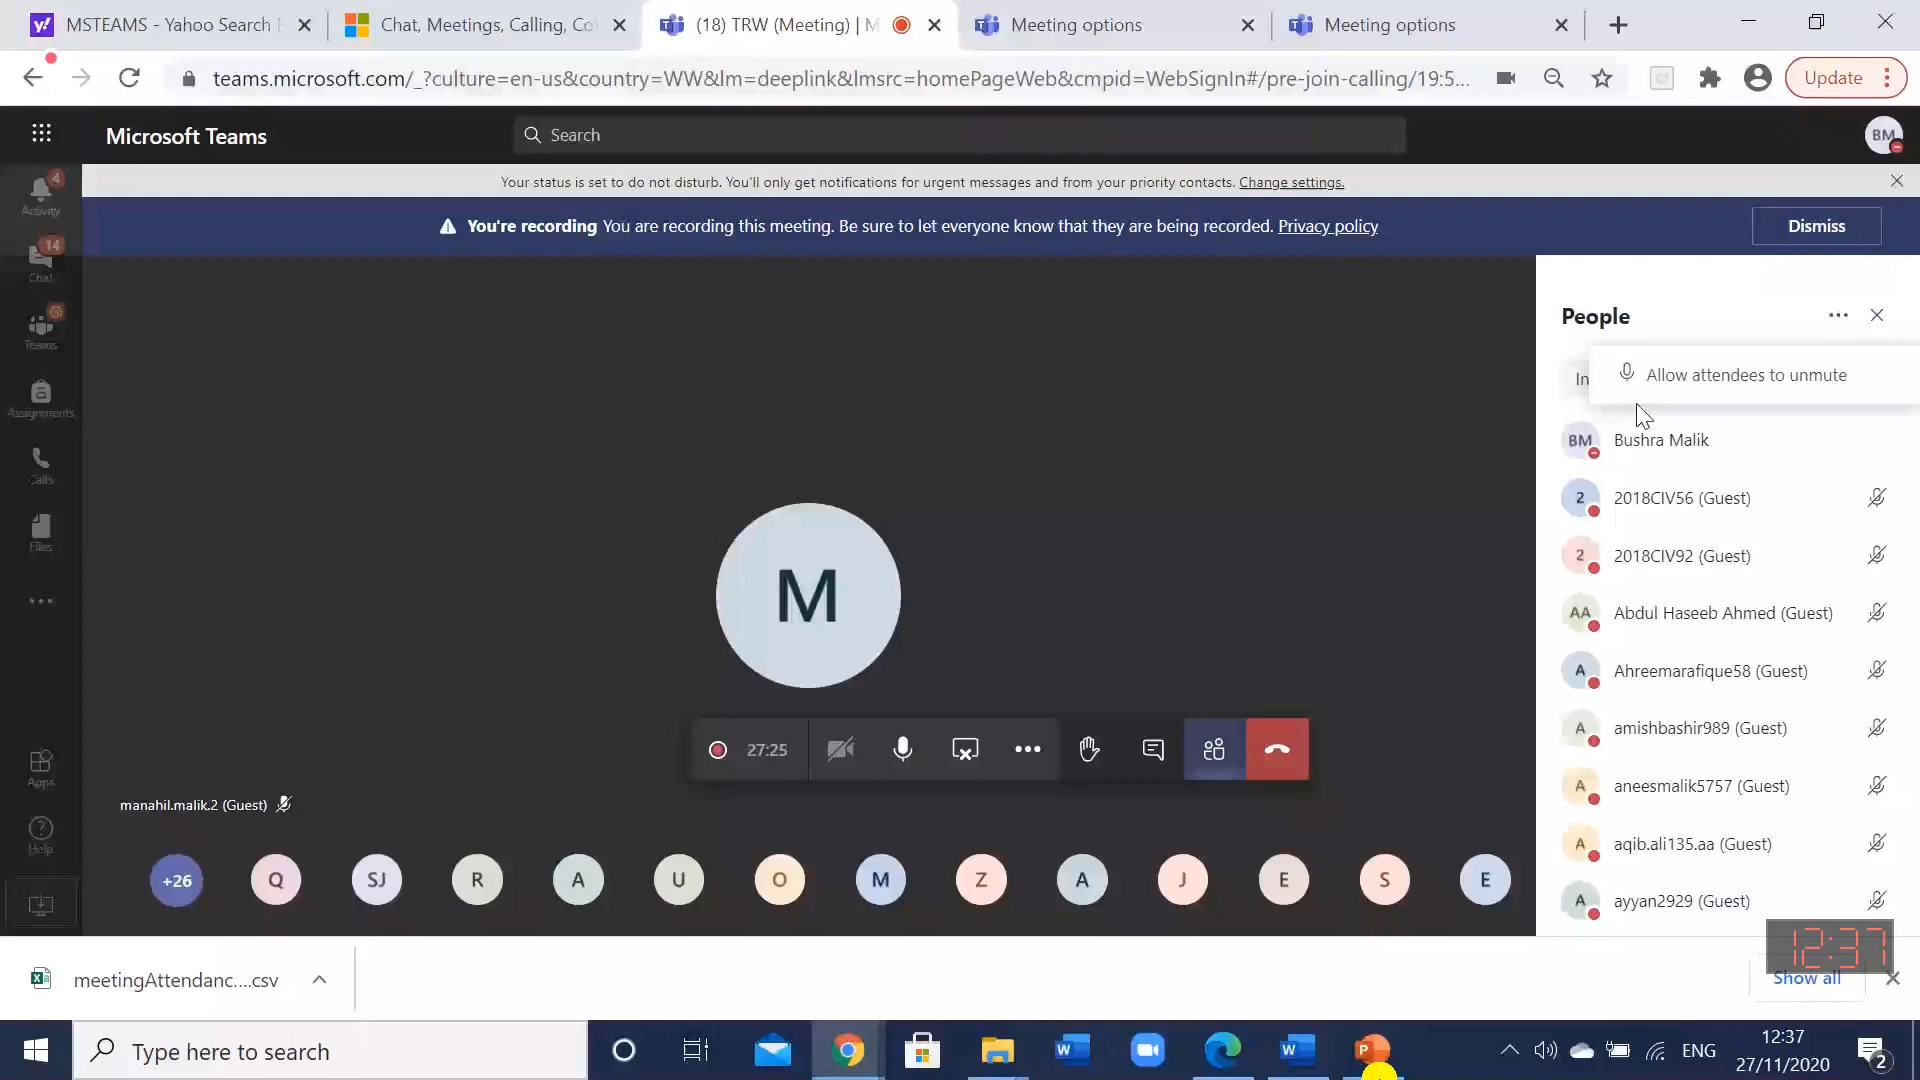 MSTEAMS - Yahoo Search
Chat, Meetings, Calling, Co
(18) TRW (Meeting) | M
Meeting options
Meeting options
teams.microsoft.com/_?culture=en-us&country=WW&lm=deeplink&lmsrc=homePageWeb&cmpid=WebSignIn#/pre-join-calling/19:5...
Update
Microsoft Teams
Search
BM
Your status is set to do not disturb. You'll only get notifications for urgent messages and from your priority contacts. Change settings.
You're recording You are recording this meeting. Be sure to let everyone know that they are being recorded. Privacy policy
Dismiss
4
Activity
14
Chat
Teams
Assignments
Calls
Files
Apps
Help
People
In
Allow attendees to unmute
BM Bushra Malik
2 2018CIV56 (Guest)
2 2018CIV92 (Guest)
AA Abdul Haseeb Ahmed (Guest)
A Ahreemarafique58 (Guest)
A amishbashir989 (Guest)
A aneesmalik5757 (Guest)
A aqib.ali135.aa (Guest)
A ayyan2929 (Guest)
M
27:25
manahil.malik.2 (Guest)
+26 Q SJ R A U O M Z A J E S E
12:37
meetingAttendanc....csv
Show all
Type here to search
ENG
12:37
27/11/2020
2